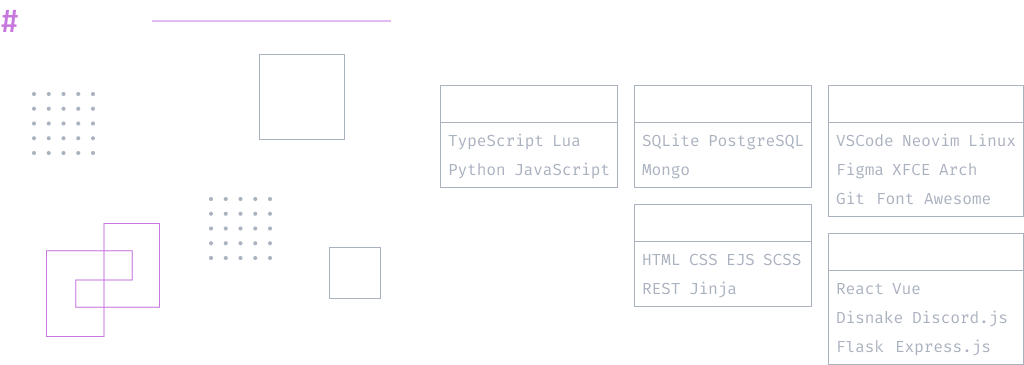 #
TypeScript Lua
Python JavaScript
SQLite PostgreSQL
Mongo
HTML CSS EJS SCSS
REST Jinja
VSCode Neovim Linux
Figma XFCE Arch
Git Font Awesome
React Vue
Disnake Discord.js
Flask Express.js